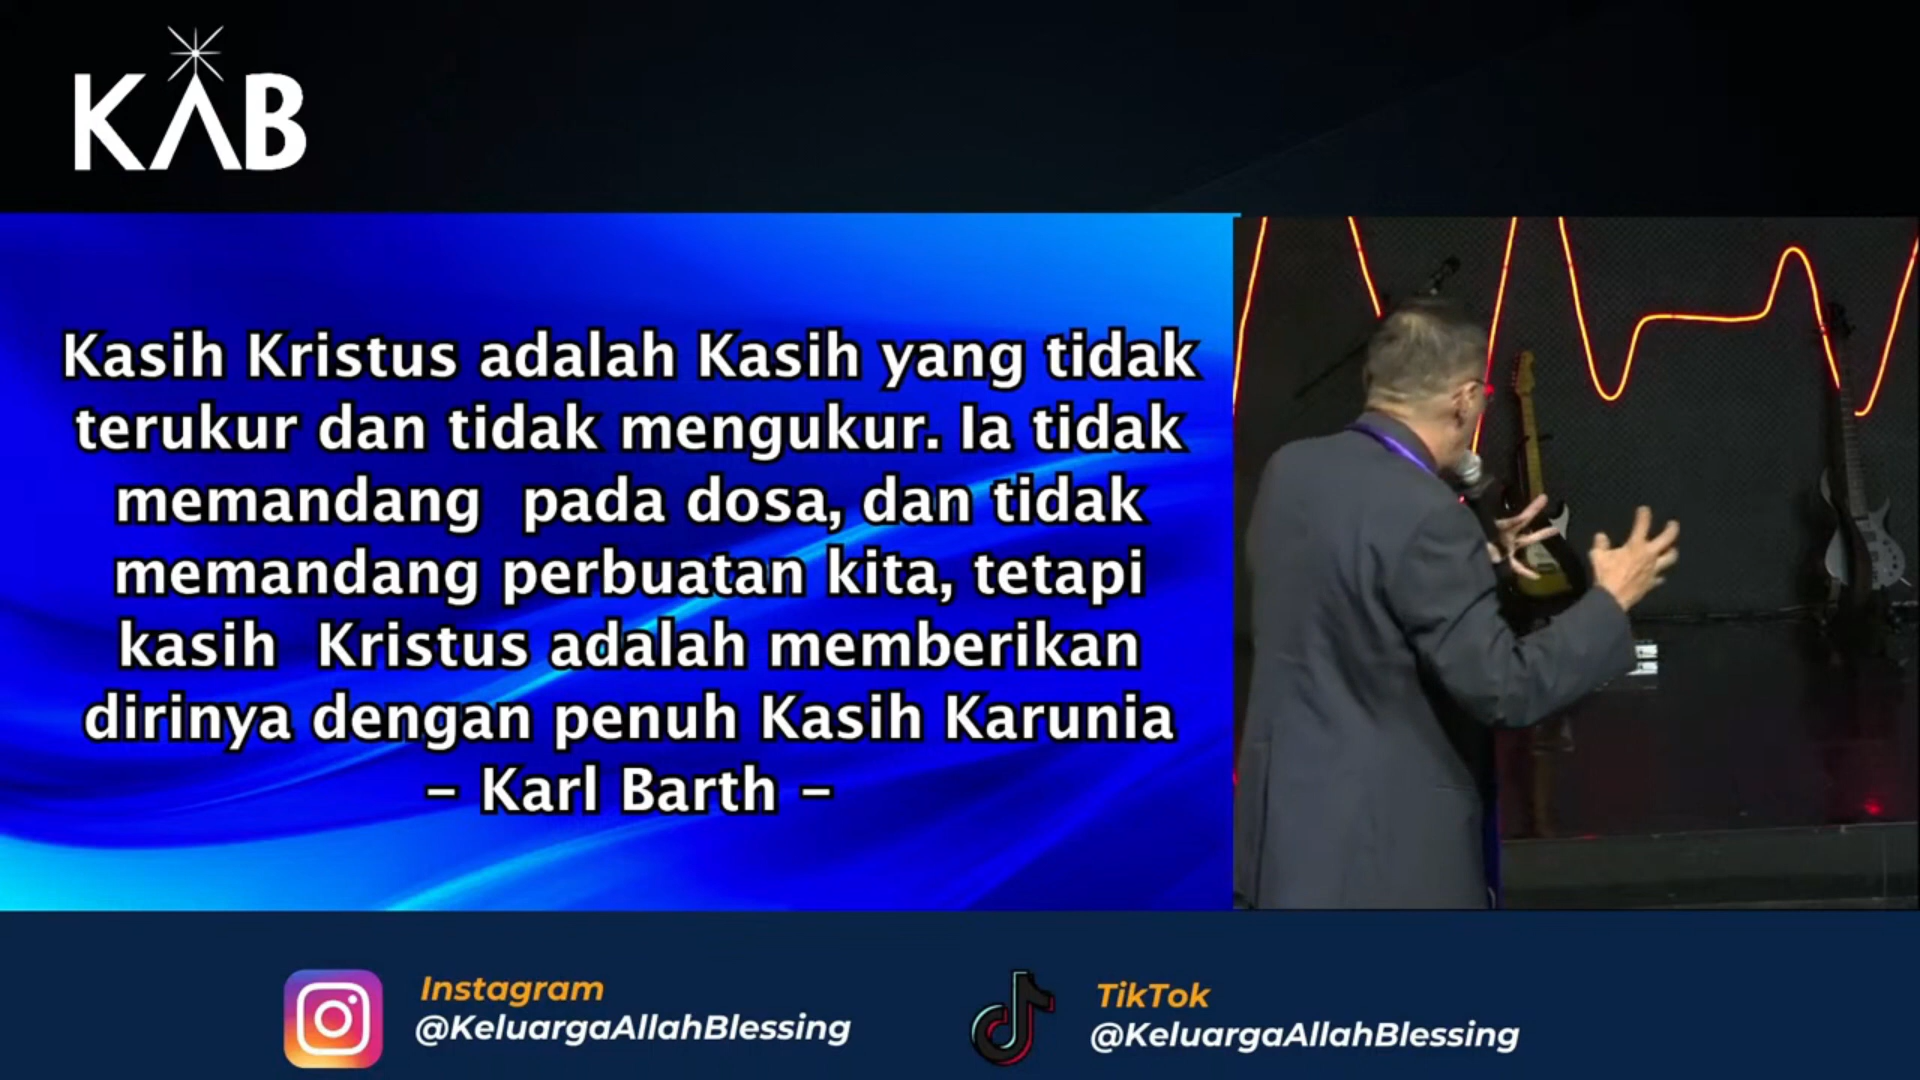 KAB
Kasih Kristus adalah Kasih yang tidak
terukur dan tidak mengukur. Ia tidak
memandang pada dosa, dan tidak
memandang perbuatan kita, tetapi
kasih Kristus adalah memberikan
dirinya dengan penuh Kasih Karunia
– Karl Barth –
Instagram
@KeluargaAllahBlessing
TikTok
@KeluargaAllahBlessing